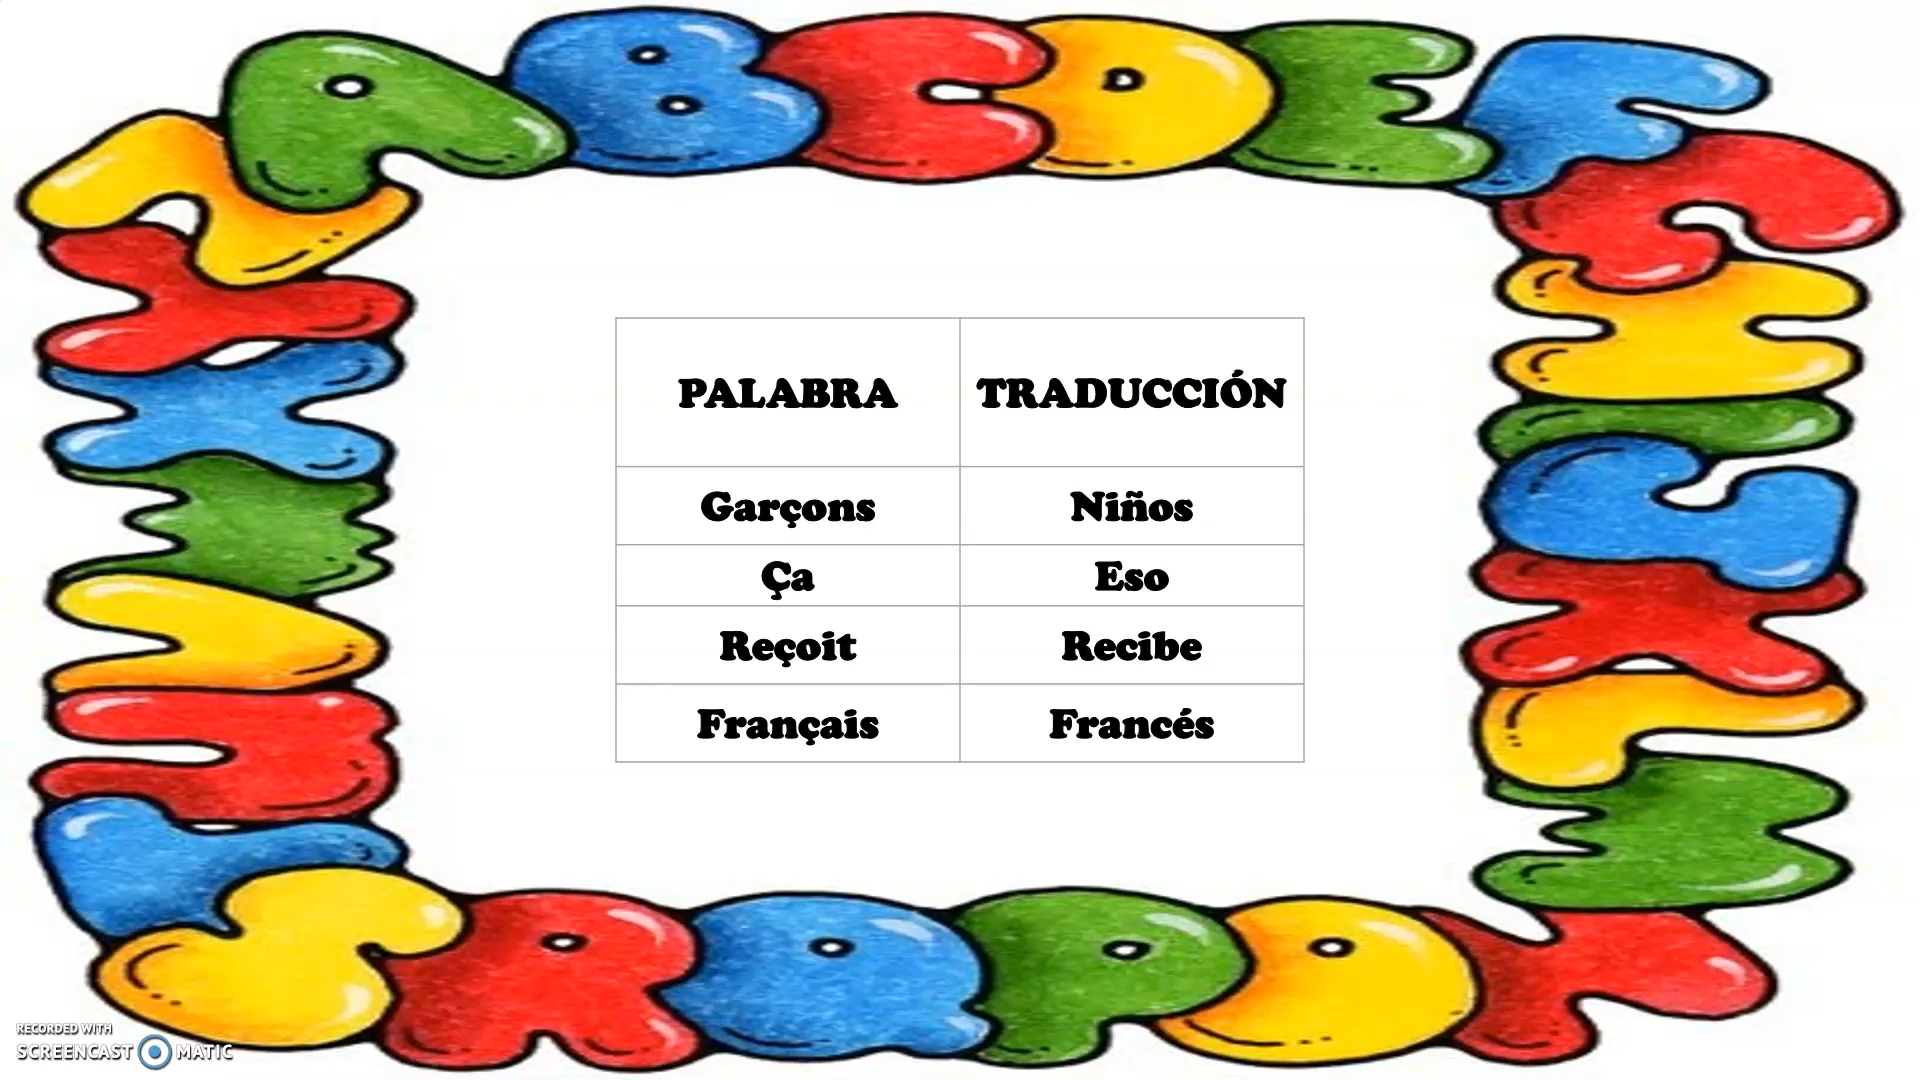 A B C D E F G H I J K L M N O P Q R S T U V W X Y Z
PALABRA TRADUCCIÓN
Garçons Niños
Ça Eso
Reçoit Recibe
Français Francés
RECORDED WITH
SCREENCAST MATIC